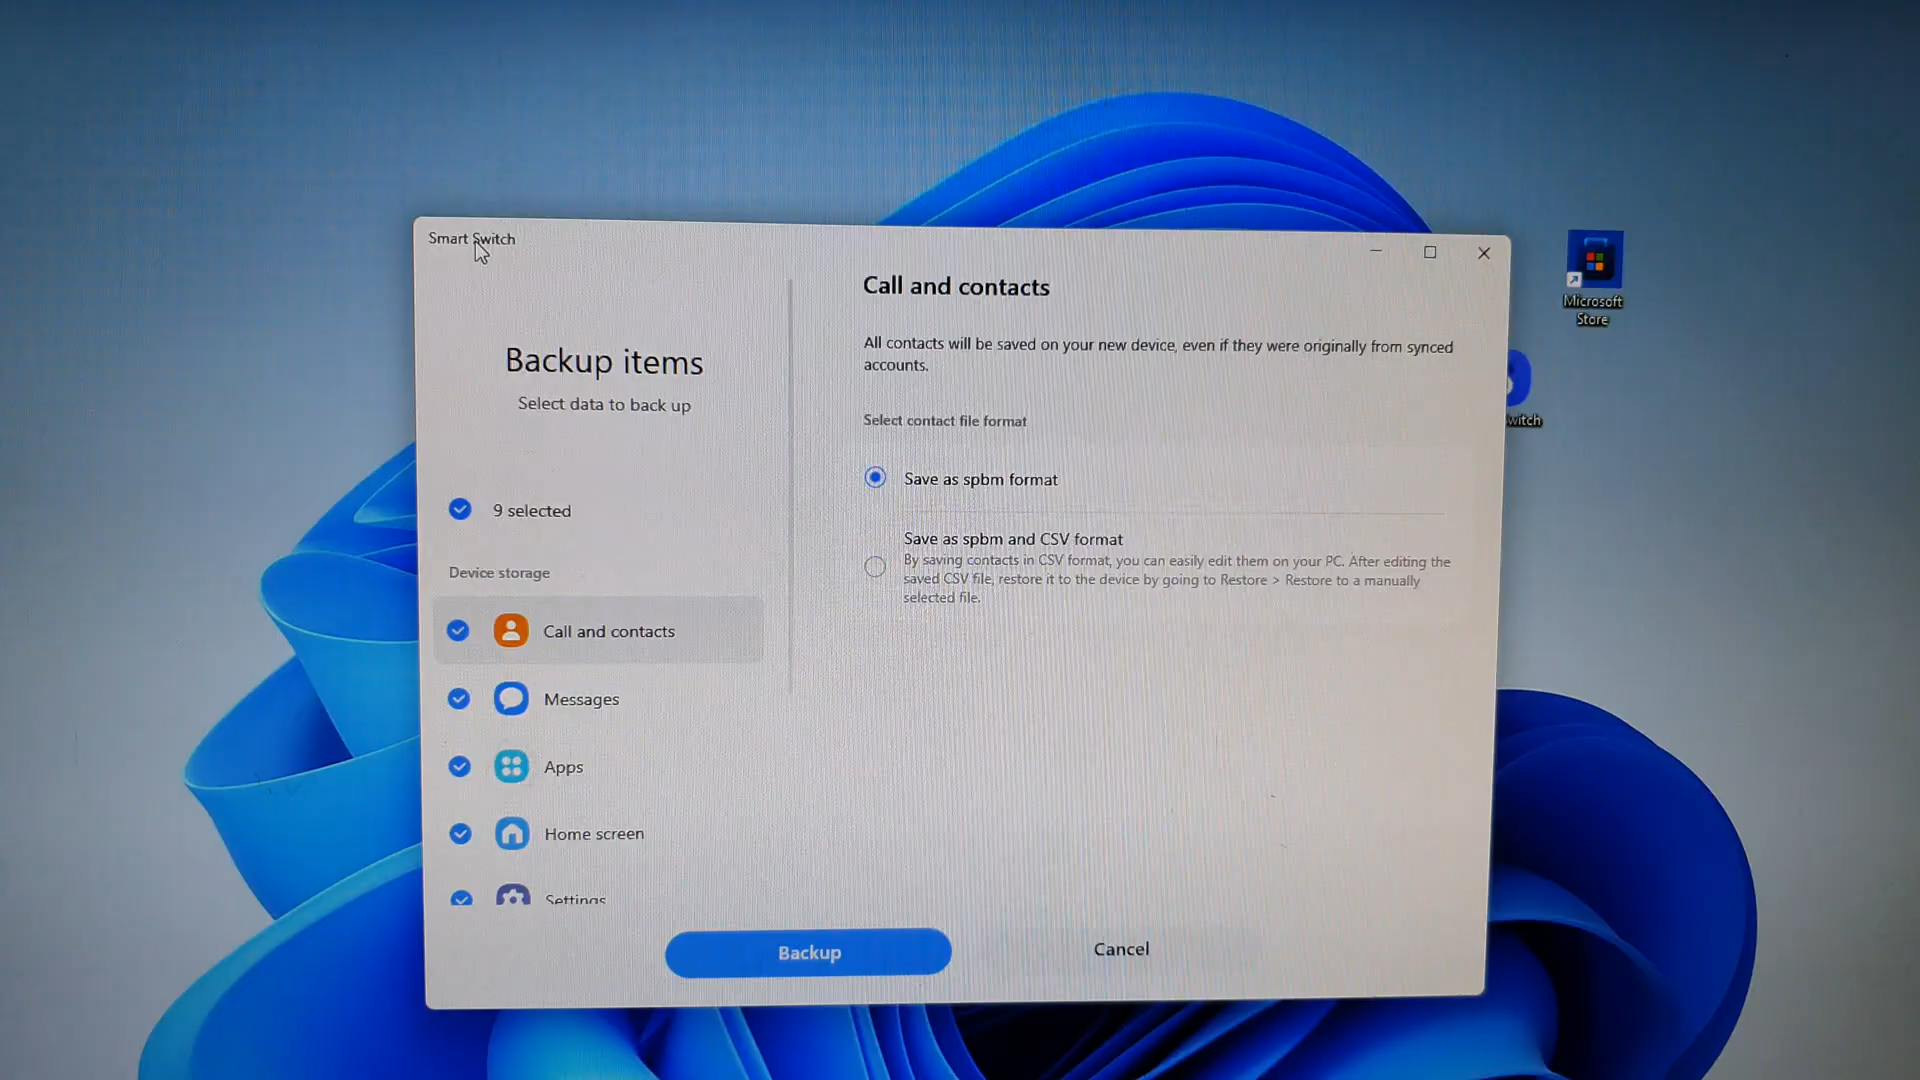 Smart Switch
Backup items
Select data to back up
9 selected
Device storage
Call and contacts
Messages
Apps
Home screen
Settings
Call and contacts
All contacts will be saved on your new device, even if they were originally from synced
accounts.
Select contact file format
Save as spbm format
Save as spbm and CSV format
By saving contacts in CSV format, you can easily edit them on your PC. After editing the
saved CSV file, restore it to the device by going to Restore > Restore to a manually
selected file.
Backup
Cancel
Microsoft
Store
witch